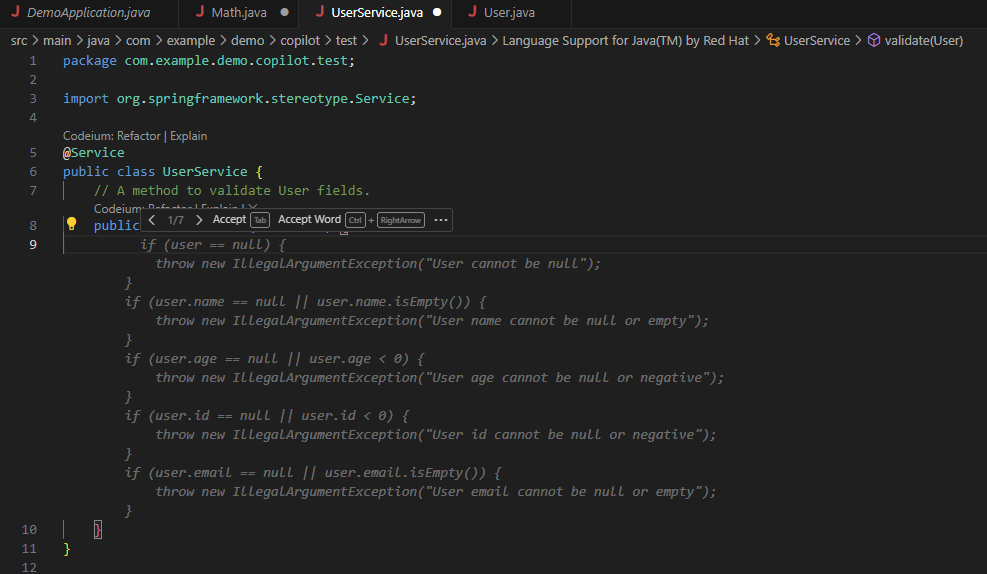 DemoApplication.java
Math.java
UserService.java
User.java
src > main > java > com > example > demo > copilot > test > UserService.java > Language Support for Java(TM) by Red Hat > UserService > validate(User)
1 package com.example.demo.copilot.test;
2
3 import org.springframework.stereotype.Service;
4
Codeium: Refactor | Explain
5 @Service
6 public class UserService {
7 // A method to validate User fields.
Codeium: Refactor | Explain | X
< 1/7 > Accept Tab Accept Word Ctrl + RightArrow ...
8 public
9 if (user == null) {
throw new IllegalArgumentException("User cannot be null");
}
if (user.name == null || user.name.isEmpty()) {
throw new IllegalArgumentException("User name cannot be null or empty");
}
if (user.age == null || user.age < 0) {
throw new IllegalArgumentException("User age cannot be null or negative");
}
if (user.id == null || user.id < 0) {
throw new IllegalArgumentException("User id cannot be null or negative");
}
if (user.email == null || user.email.isEmpty()) {
throw new IllegalArgumentException("User email cannot be null or empty");
}
10 }
11 }
12